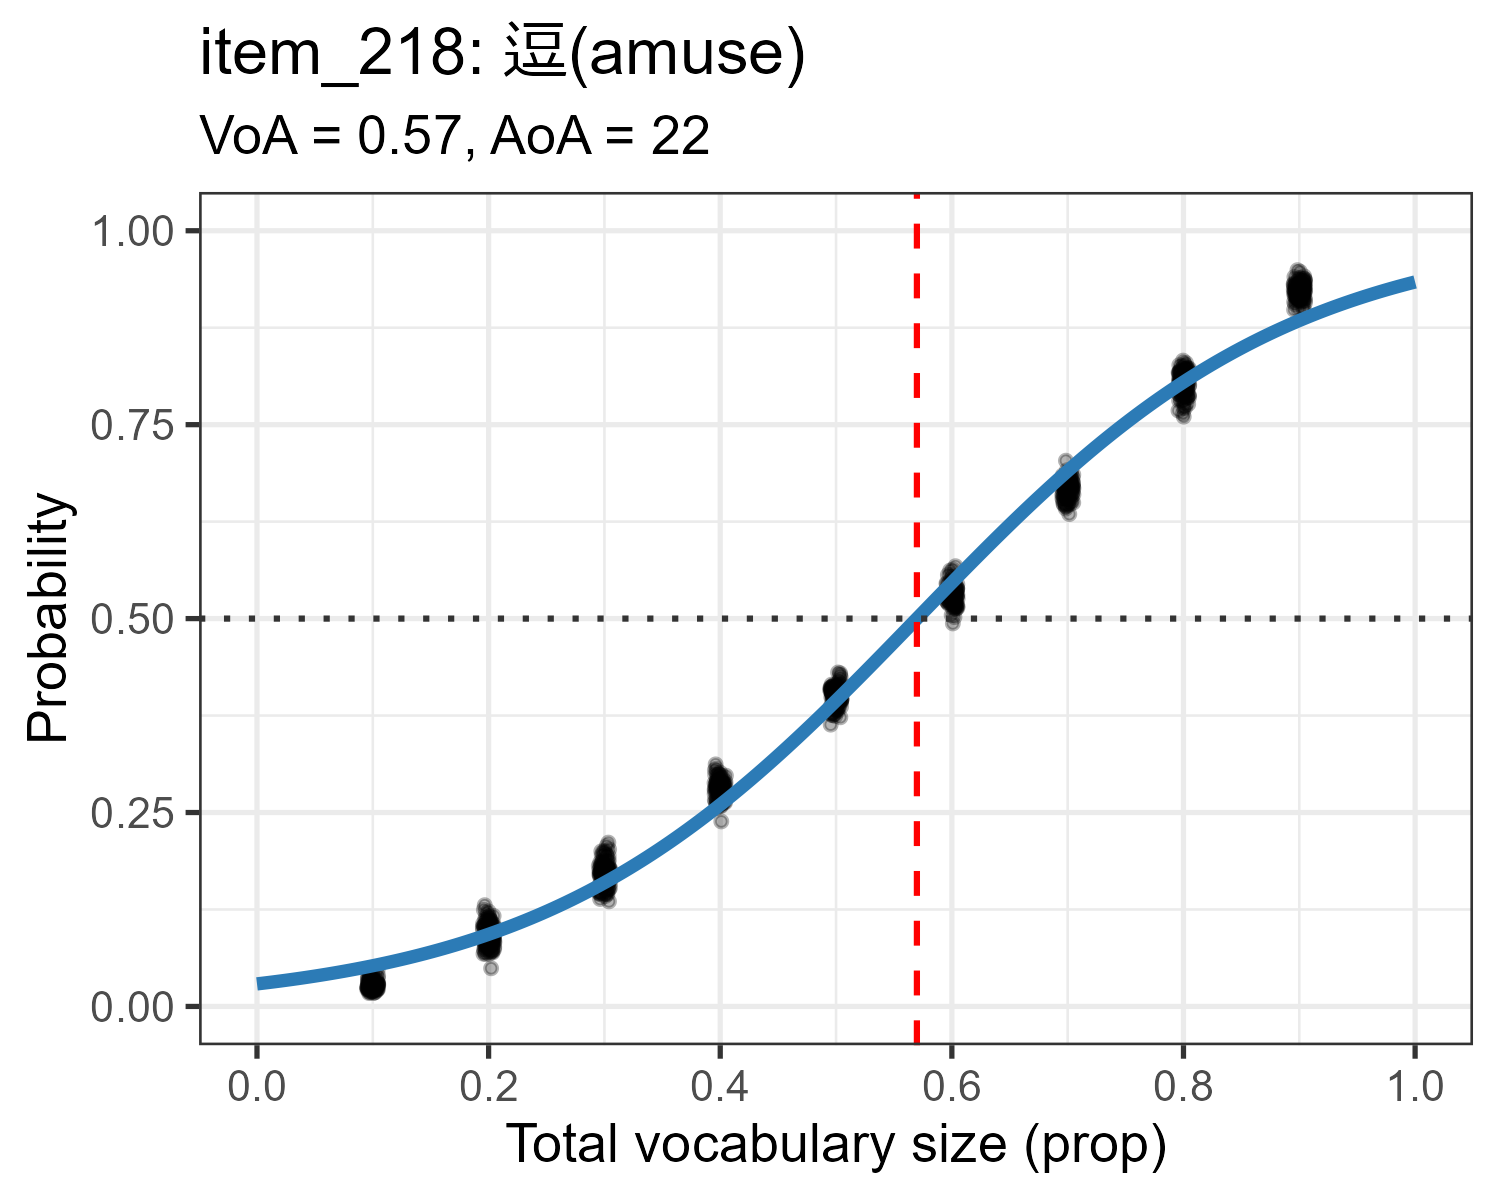 item_218: 逗(amuse)
VoA = 0.57, AoA = 22
1.00
0.75
0.50
0.25
0.00
Probability
0.0 0.2 0.4 0.6 0.8 1.0
Total vocabulary size (prop)